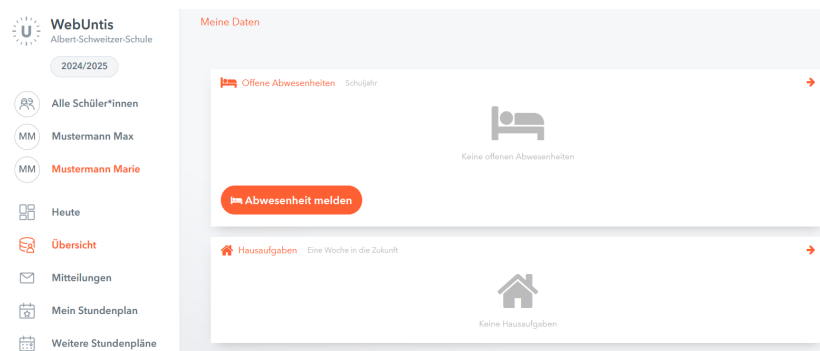 WebUntis
Albert-Schweitzer-Schule
2024/2025
Alle Schüler*innen
MM Mustermann Max
MM Mustermann Marie
Heute
Übersicht
Mitteilungen
Mein Stundenplan
Weitere Stundenpläne
Meine Daten
Offene Abwesenheiten Schuljahr
Keine offenen Abwesenheiten
Abwesenheit melden
Hausaufgaben Eine Woche in die Zukunft
Keine Hausaufgaben